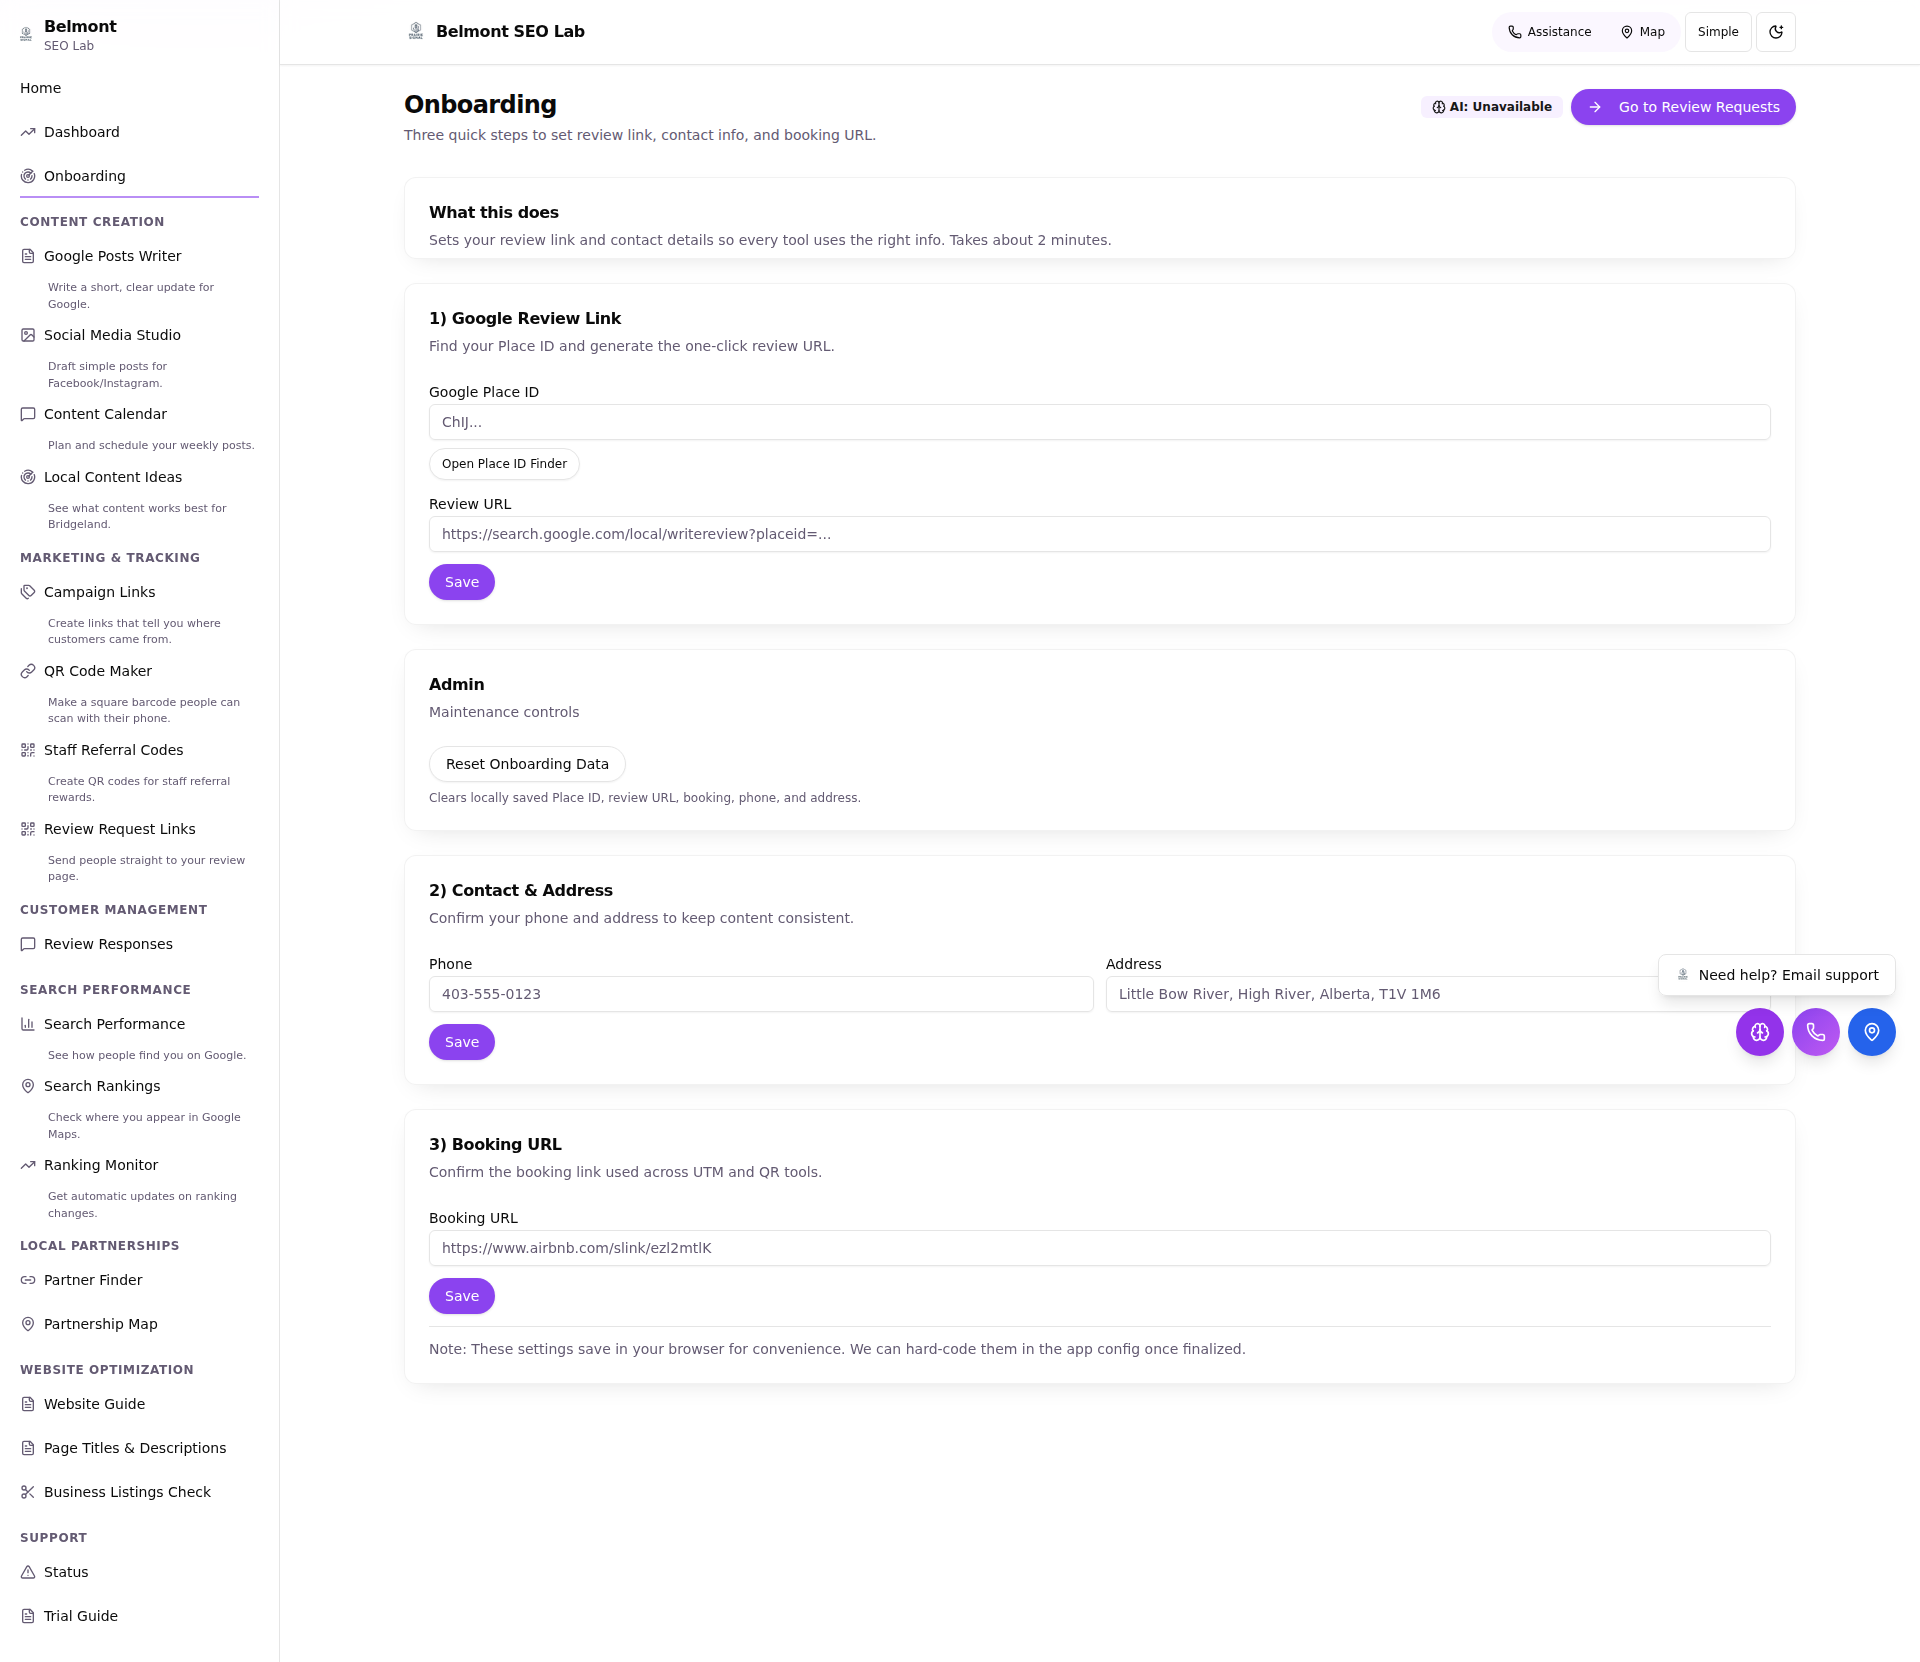 Belmont
SEO Lab
Home
Dashboard
Onboarding
CONTENT CREATION
Google Posts Writer
Write a short, clear update for
Google.
Social Media Studio
Draft simple posts for
Facebook/Instagram.
Content Calendar
Plan and schedule your weekly posts.
Local Content Ideas
See what content works best for
Bridgeland.
MARKETING & TRACKING
Campaign Links
Create links that tell you where
customers came from.
QR Code Maker
Make a square barcode people can
scan with their phone.
Staff Referral Codes
Create QR codes for staff referral
rewards.
Review Request Links
Send people straight to your review
page.
CUSTOMER MANAGEMENT
Review Responses
SEARCH PERFORMANCE
Search Performance
See how people find you on Google.
Search Rankings
Check where you appear in Google
Maps.
Ranking Monitor
Get automatic updates on ranking
changes.
LOCAL PARTNERSHIPS
Partner Finder
Partnership Map
WEBSITE OPTIMIZATION
Website Guide
Page Titles & Descriptions
Business Listings Check
SUPPORT
Status
Trial Guide
Belmont SEO Lab
Assistance
Map
Simple
Onboarding
Three quick steps to set review link, contact info, and booking URL.
AI: Unavailable
Go to Review Requests
What this does
Sets your review link and contact details so every tool uses the right info. Takes about 2 minutes.
1) Google Review Link
Find your Place ID and generate the one-click review URL.
Google Place ID
ChIJ...
Open Place ID Finder
Review URL
https://search.google.com/local/writereview?placeid=...
Save
Admin
Maintenance controls
Reset Onboarding Data
Clears locally saved Place ID, review URL, booking, phone, and address.
2) Contact & Address
Confirm your phone and address to keep content consistent.
Phone
403-555-0123
Address
Little Bow River, High River, Alberta, T1V 1M6
Save
Need help? Email support
3) Booking URL
Confirm the booking link used across UTM and QR tools.
Booking URL
https://www.airbnb.com/slink/ezl2mtlK
Save
Note: These settings save in your browser for convenience. We can hard-code them in the app config once finalized.